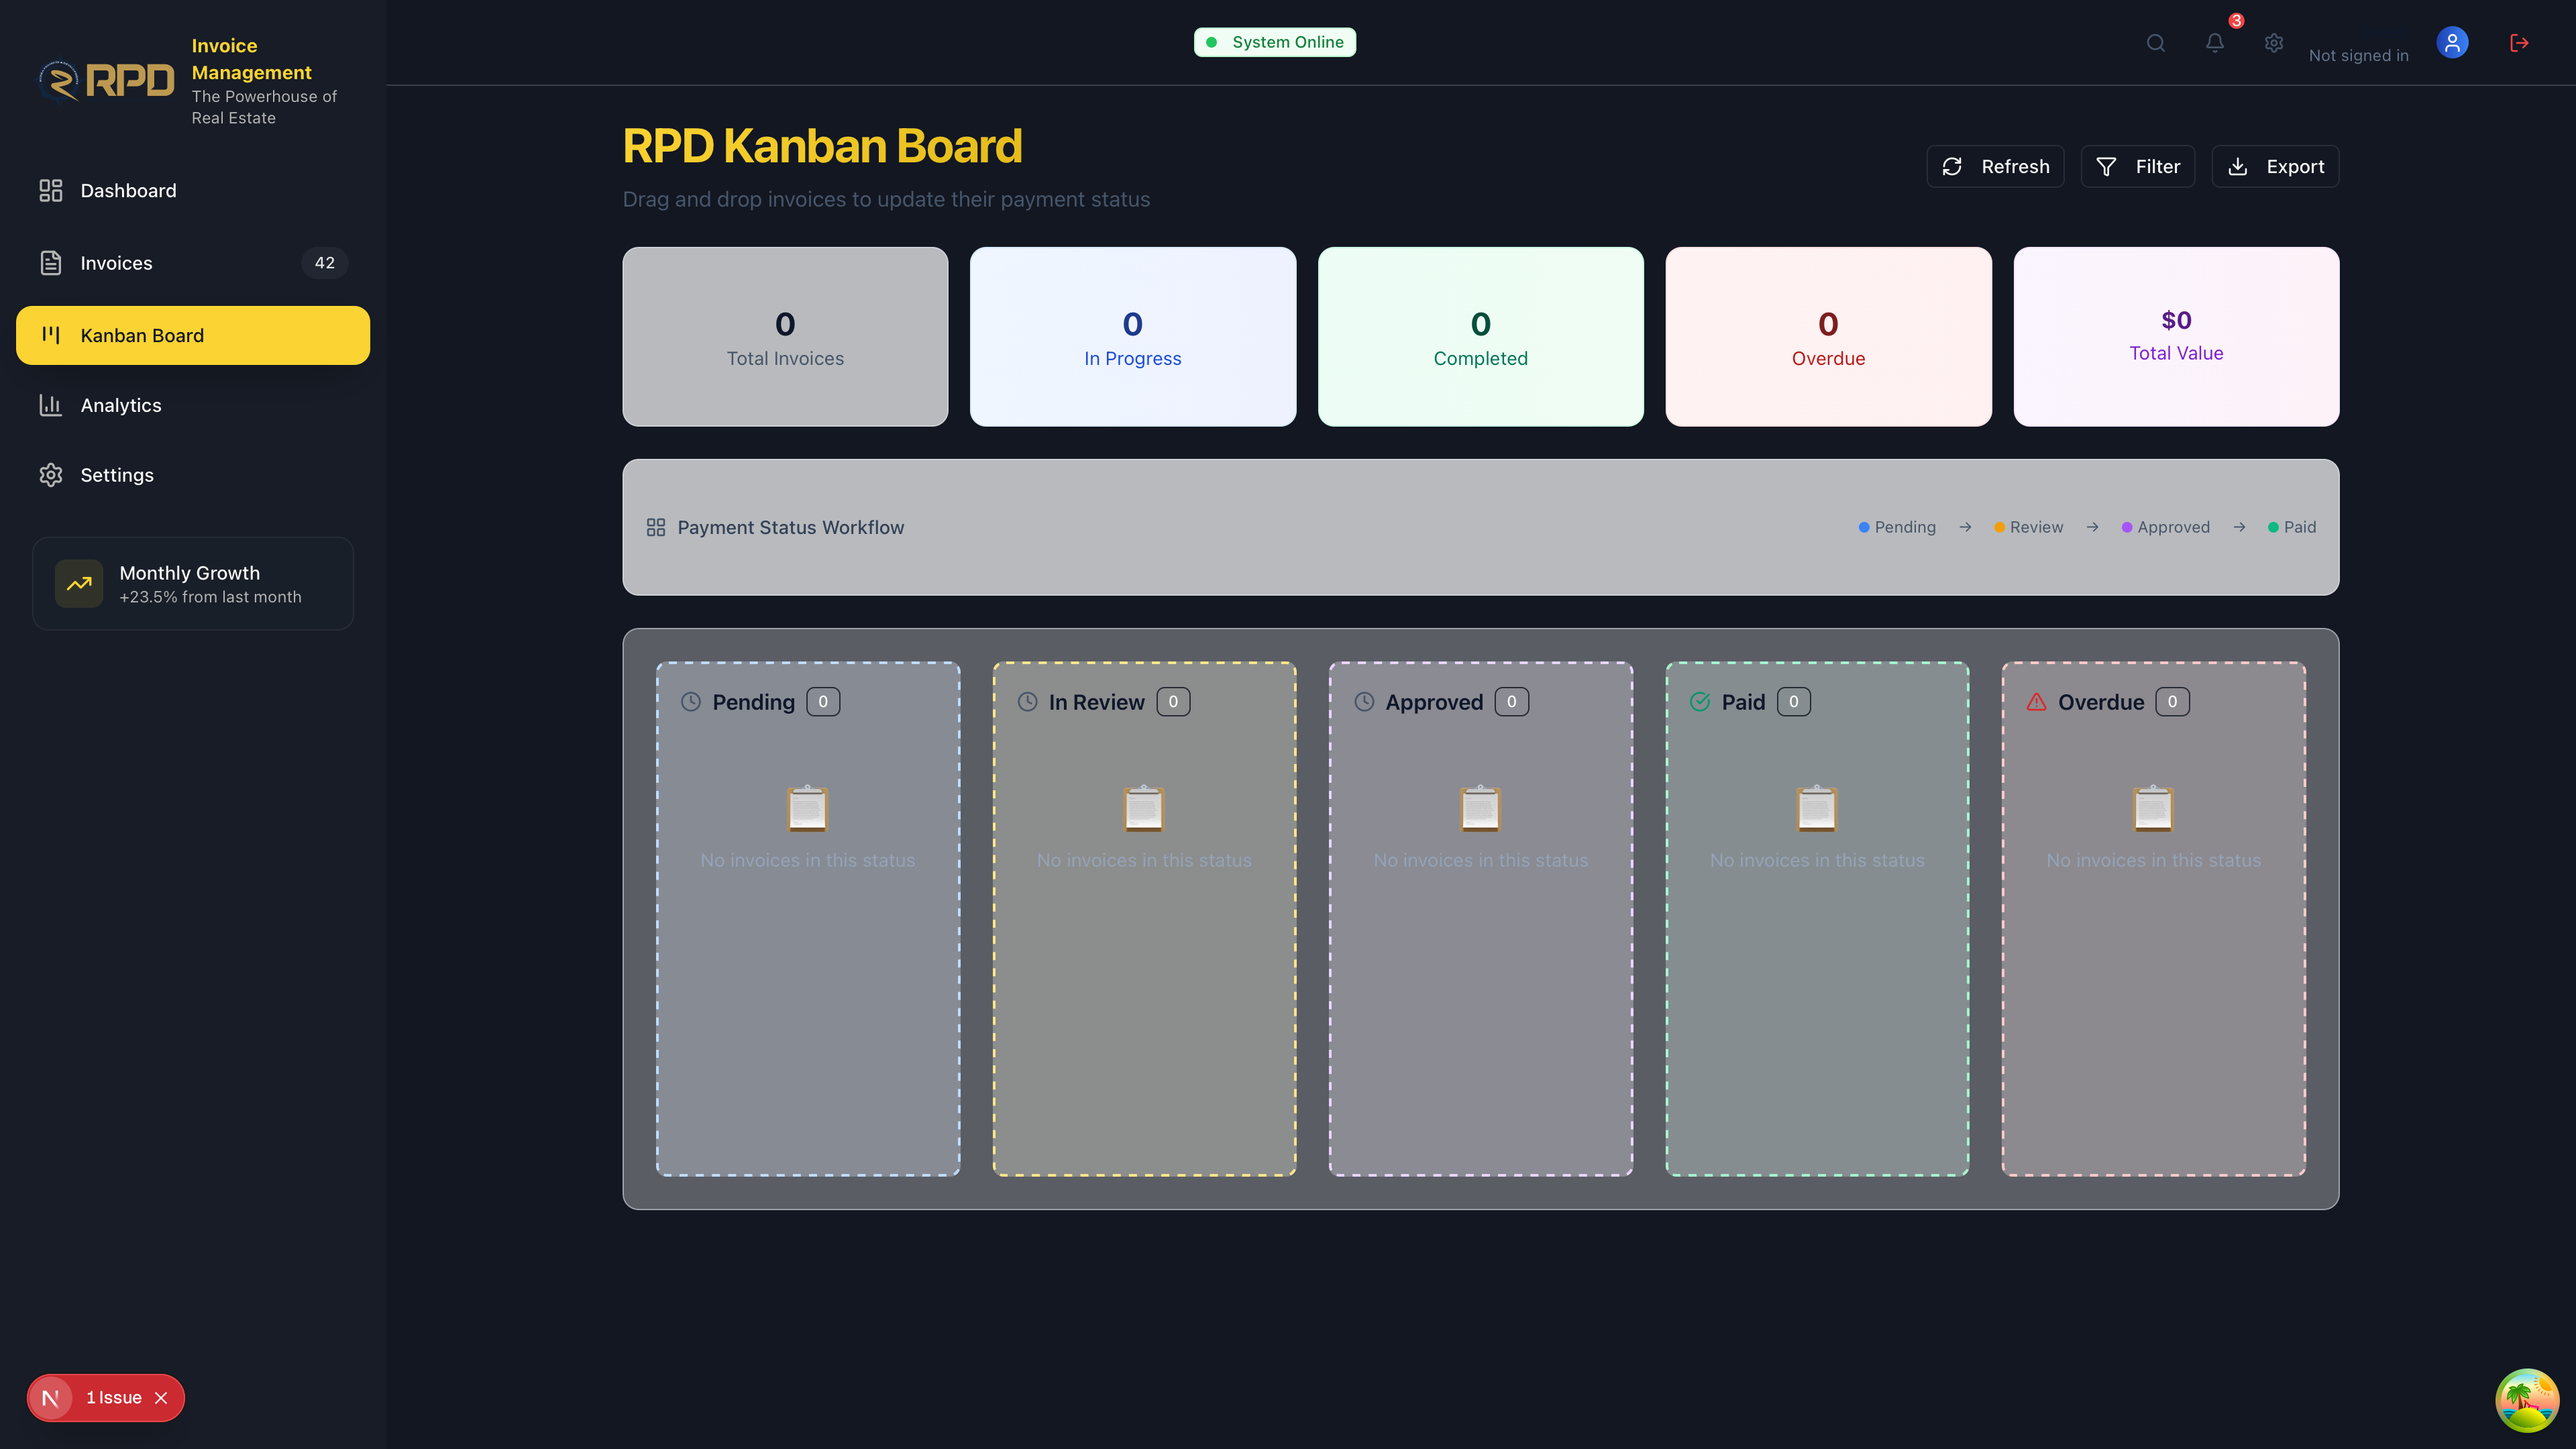 RPD
Invoice
Management
The Powerhouse of
Real Estate
System Online
3
Not signed in
Dashboard
Invoices 42
Kanban Board
Analytics
Settings
Monthly Growth
+23.5% from last month
RPD Kanban Board
Drag and drop invoices to update their payment status
Refresh Filter Export
0
Total Invoices
0
In Progress
0
Completed
0
Overdue
$0
Total Value
Payment Status Workflow
Pending → Review → Approved → Paid
Pending 0
No invoices in this status
In Review 0
No invoices in this status
Approved 0
No invoices in this status
Paid 0
No invoices in this status
Overdue 0
No invoices in this status
N 1 Issue